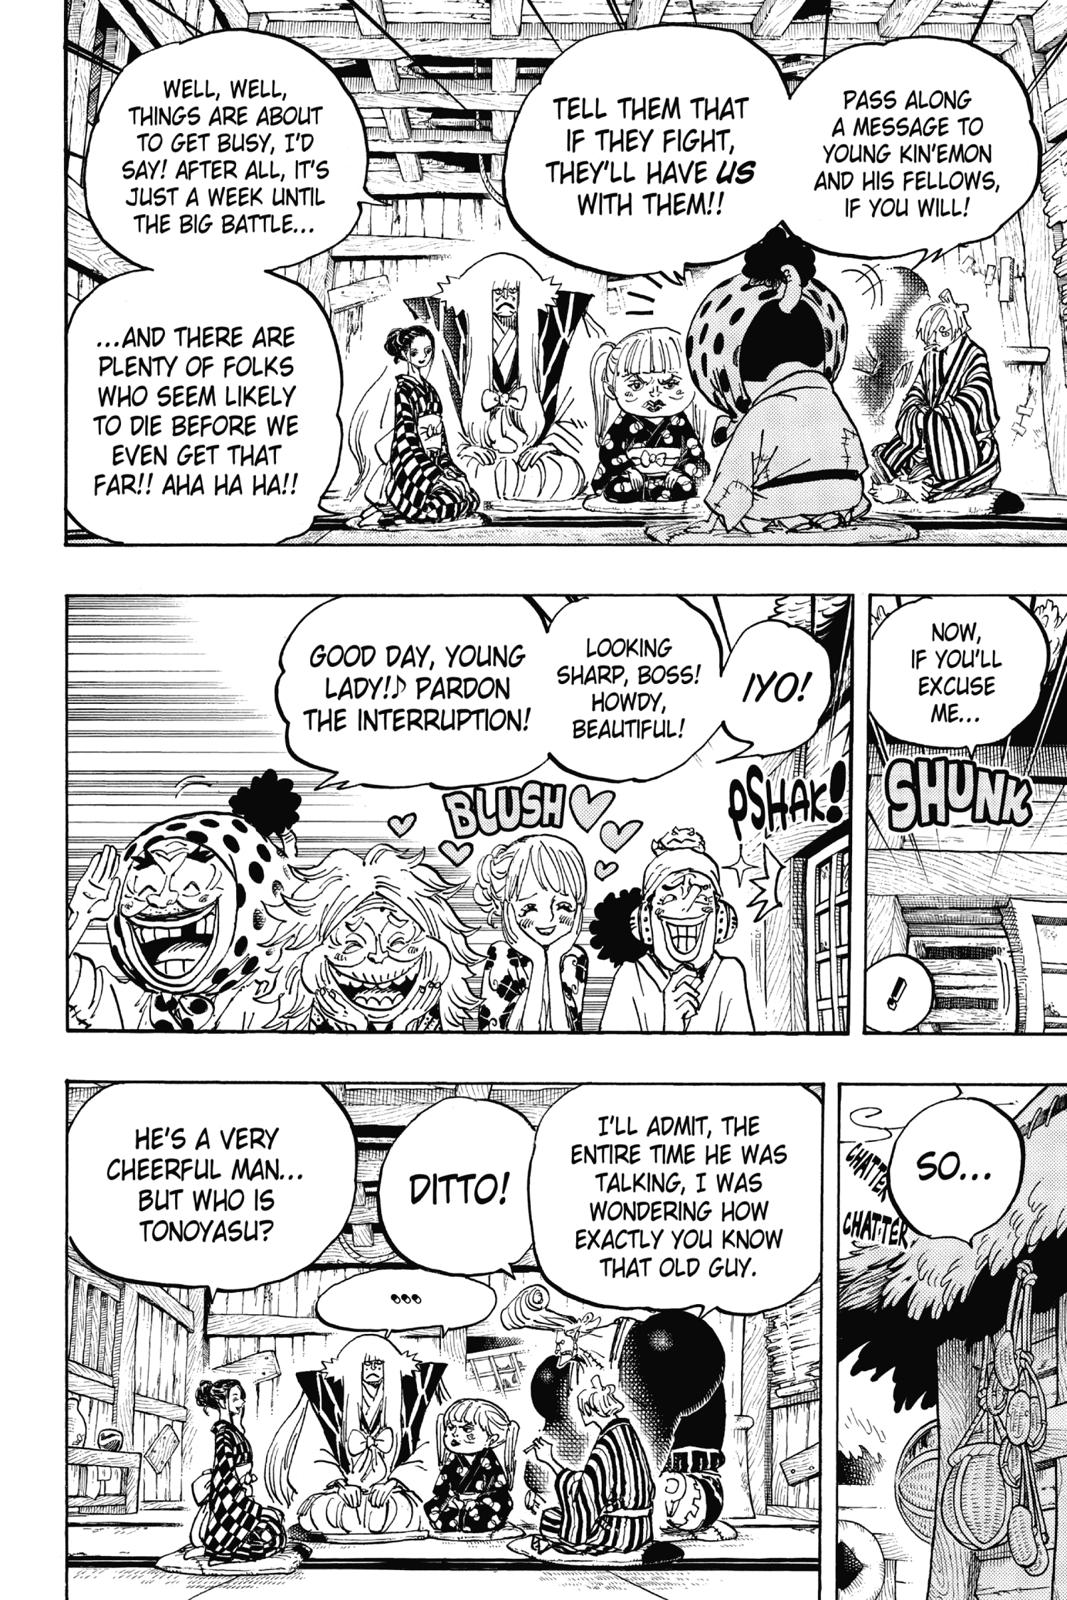 PASS ALONG
A MESSAGE TO
YOUNG KIN'EMON
AND HIS FELLOWS,
IF YOU WILL!
TELL THEM THAT
IF THEY FIGHT,
THEY'LL HAVE US
WITH THEM!!
WELL, WELL,
THINGS ARE ABOUT
TO GET BUSY, I'D
SAY! AFTER ALL, IT'S
JUST A WEEK UNTIL
THE BIG BATTLE...
...AND THERE ARE
PLENTY OF FOLKS
WHO SEEM LIKELY
TO DIE BEFORE WE
EVEN GET THAT
FAR!! AHA HA HA!!
NOW,
IF YOU'LL
EXCUSE
ME...
SHUNK
!
IYO!
PSHAK!
LOOKING
SHARP, BOSS!
HOWDY,
BEAUTIFUL!
GOOD DAY, YOUNG
LADY!♪ PARDON
THE INTERRUPTION!
BLUSH
SO...
CHATTER
CHATTER
I'LL ADMIT, THE
ENTIRE TIME HE WAS
TALKING, I WAS
WONDERING HOW
EXACTLY YOU KNOW
THAT OLD GUY.
DITTO!
...
HE'S A VERY
CHEERFUL MAN...
BUT WHO IS
TONOYASU?